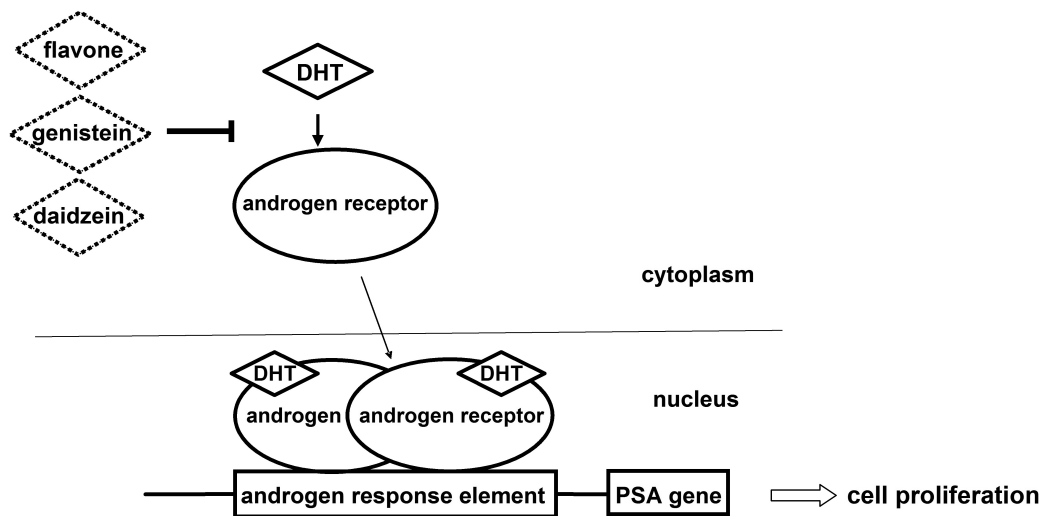 flavone
DHT
genistein
androgen receptor
daidzein
cytoplasm
DHT
DHT
nucleus
androgen
androgen receptor
androgen response element
PSA gene
cell proliferation